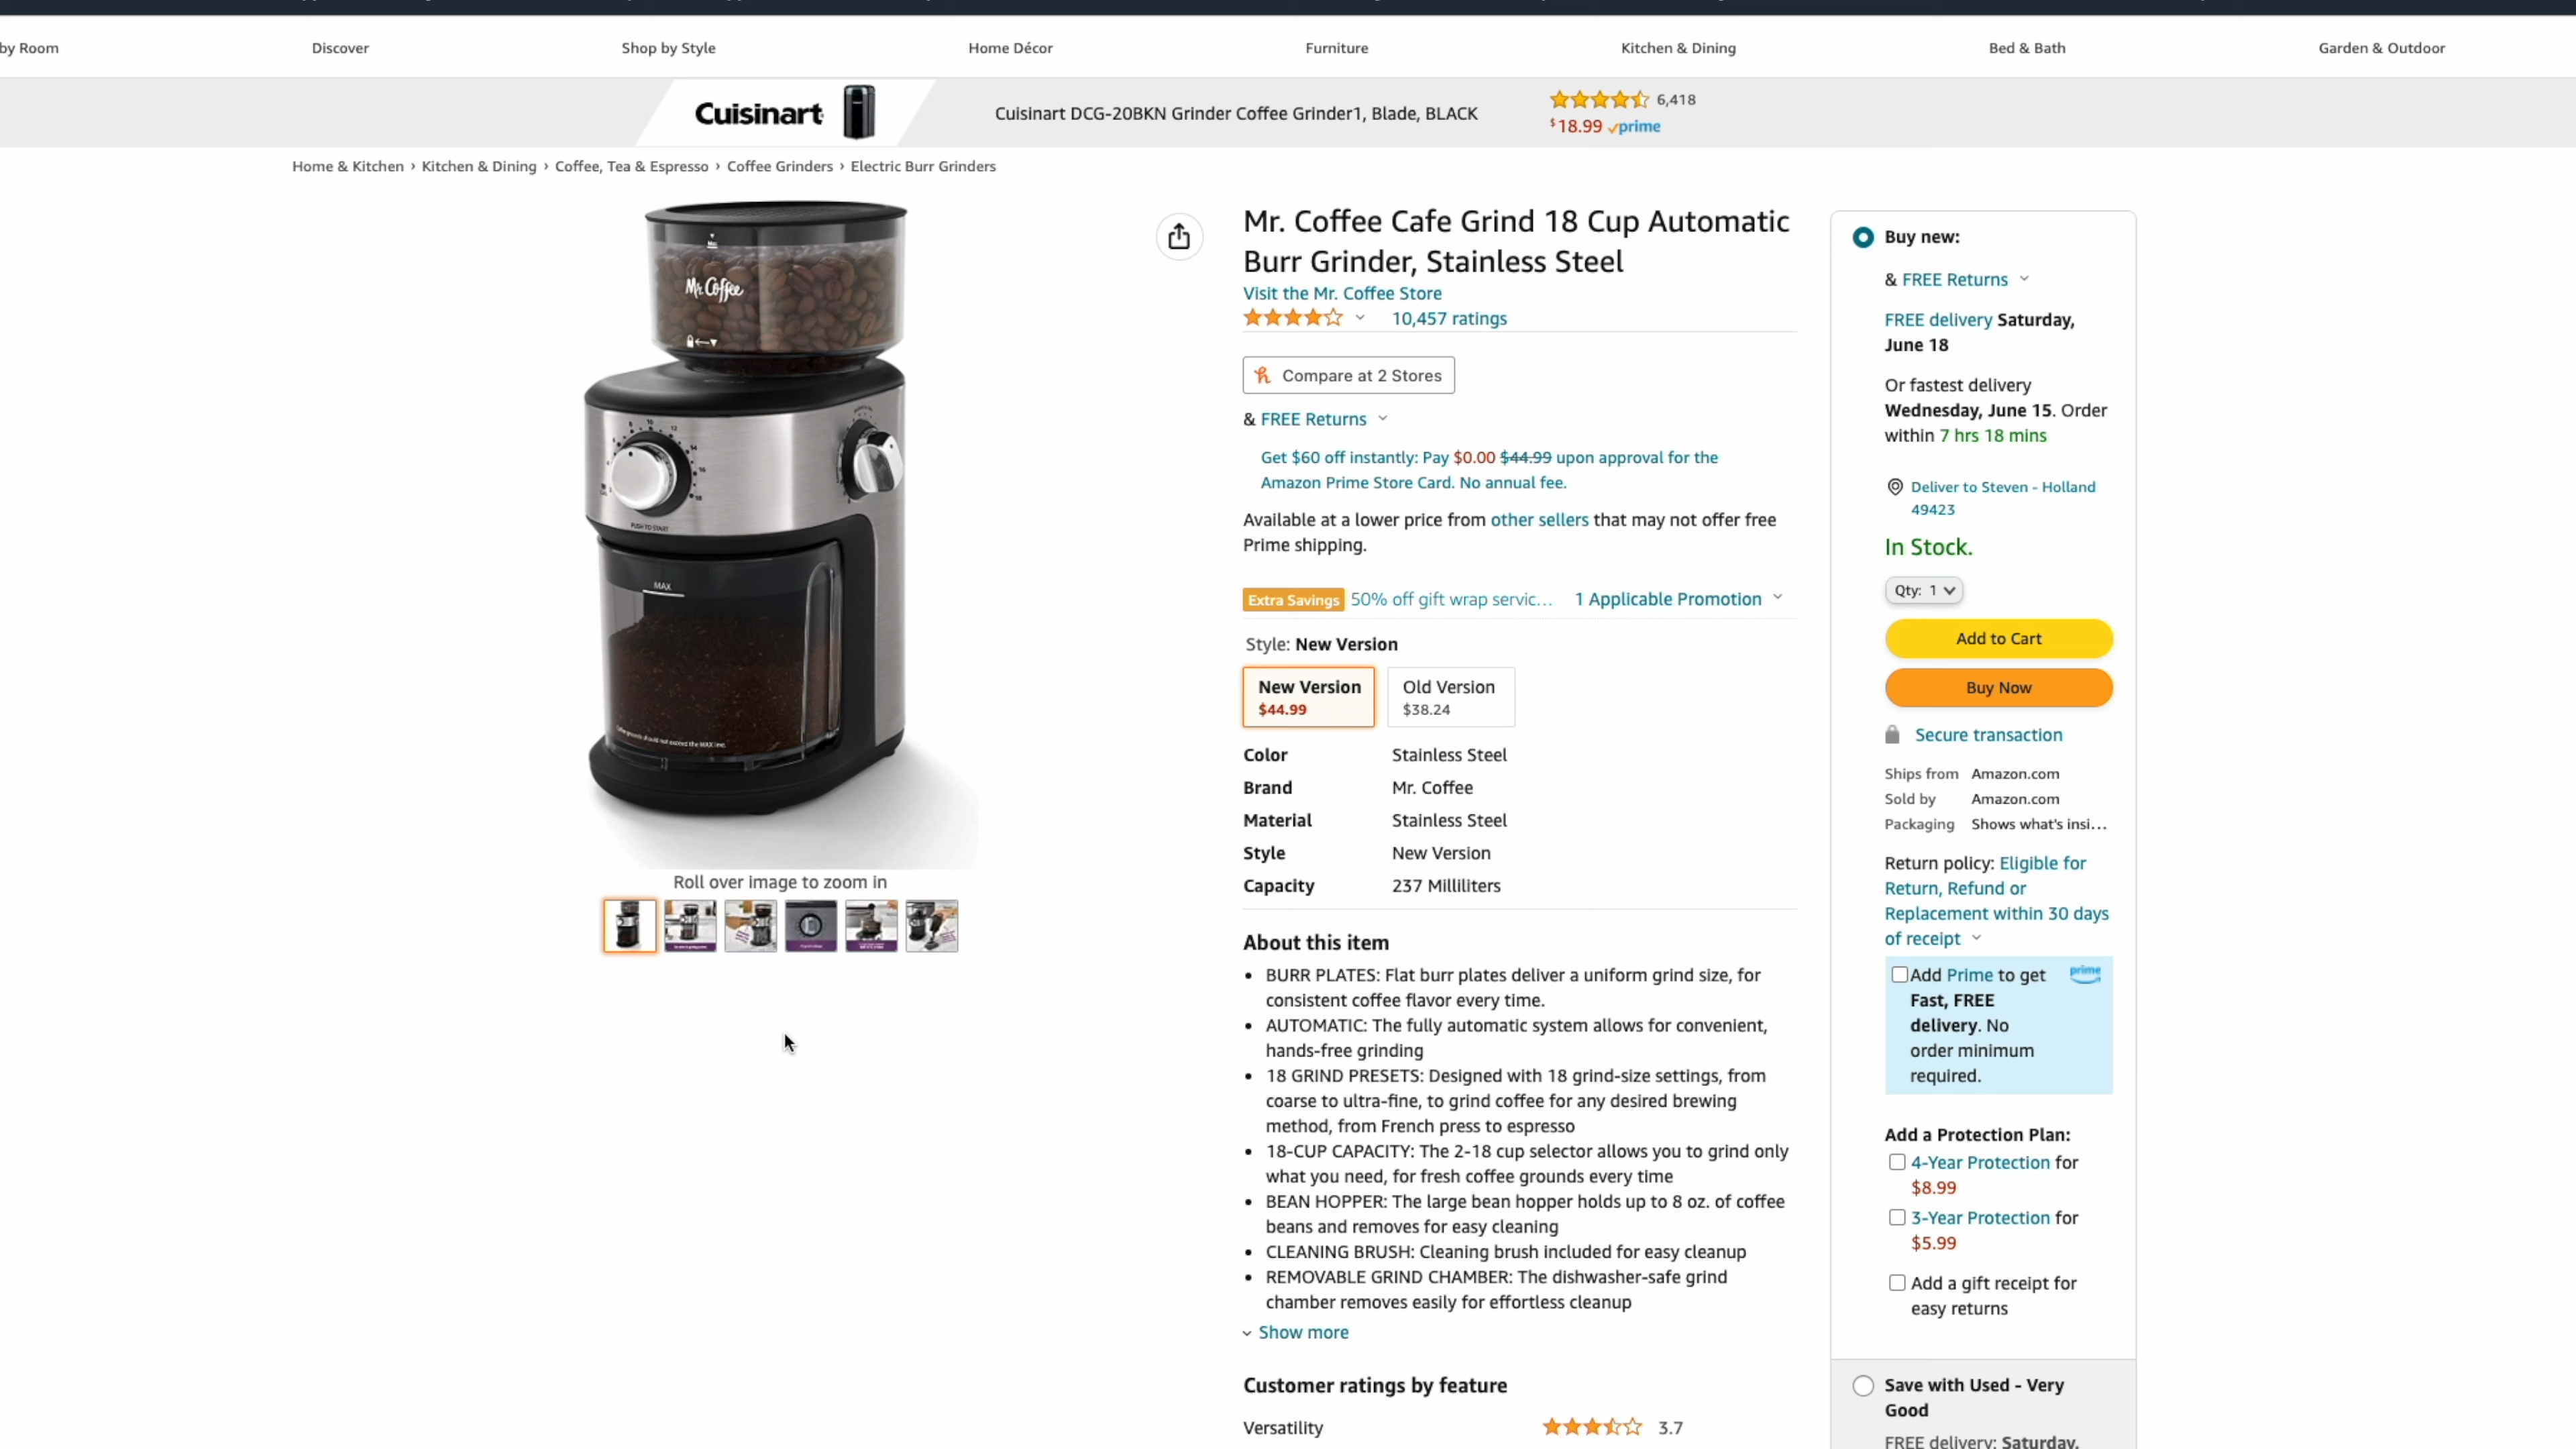 by Room
Discover
Shop by Style
Home Décor
Furniture
Kitchen & Dining
Bed & Bath
Garden & Outdoor
Cuisinart
Cuisinart DCG-20BKN Grinder Coffee Grinder1, Blade, BLACK
6,418
$18.99 prime
Home & Kitchen › Kitchen & Dining › Coffee, Tea & Espresso › Coffee Grinders › Electric Burr Grinders
Mr. Coffee
PUSH TO START
MAX
Roll over image to zoom in
Mr. Coffee Cafe Grind 18 Cup Automatic
Burr Grinder, Stainless Steel
Visit the Mr. Coffee Store
10,457 ratings
Compare at 2 Stores
& FREE Returns
Get $60 off instantly: Pay $0.00 $44.99 upon approval for the
Amazon Prime Store Card. No annual fee.
Available at a lower price from other sellers that may not offer free
Prime shipping.
Extra Savings 50% off gift wrap servic... 1 Applicable Promotion
Style: New Version
New Version
$44.99
Old Version
$38.24
Color Stainless Steel
Brand Mr. Coffee
Material Stainless Steel
Style New Version
Capacity 237 Milliliters
About this item
• BURR PLATES: Flat burr plates deliver a uniform grind size, for
consistent coffee flavor every time.
• AUTOMATIC: The fully automatic system allows for convenient,
hands-free grinding
• 18 GRIND PRESETS: Designed with 18 grind-size settings, from
coarse to ultra-fine, to grind coffee for any desired brewing
method, from French press to espresso
• 18-CUP CAPACITY: The 2-18 cup selector allows you to grind only
what you need, for fresh coffee grounds every time
• BEAN HOPPER: The large bean hopper holds up to 8 oz. of coffee
beans and removes for easy cleaning
• CLEANING BRUSH: Cleaning brush included for easy cleanup
• REMOVABLE GRIND CHAMBER: The dishwasher-safe grind
chamber removes easily for effortless cleanup
Show more
Customer ratings by feature
Versatility 3.7
Buy new:
& FREE Returns
FREE delivery Saturday,
June 18
Or fastest delivery
Wednesday, June 15. Order
within 7 hrs 18 mins
Deliver to Steven - Holland
49423
In Stock.
Qty: 1
Add to Cart
Buy Now
Secure transaction
Ships from Amazon.com
Sold by Amazon.com
Packaging Shows what's insi...
Return policy: Eligible for
Return, Refund or
Replacement within 30 days
of receipt
Add Prime to get prime
Fast, FREE
delivery. No
order minimum
required.
Add a Protection Plan:
4-Year Protection for
$8.99
3-Year Protection for
$5.99
Add a gift receipt for
easy returns
Save with Used - Very
Good
FREE delivery: Saturday,